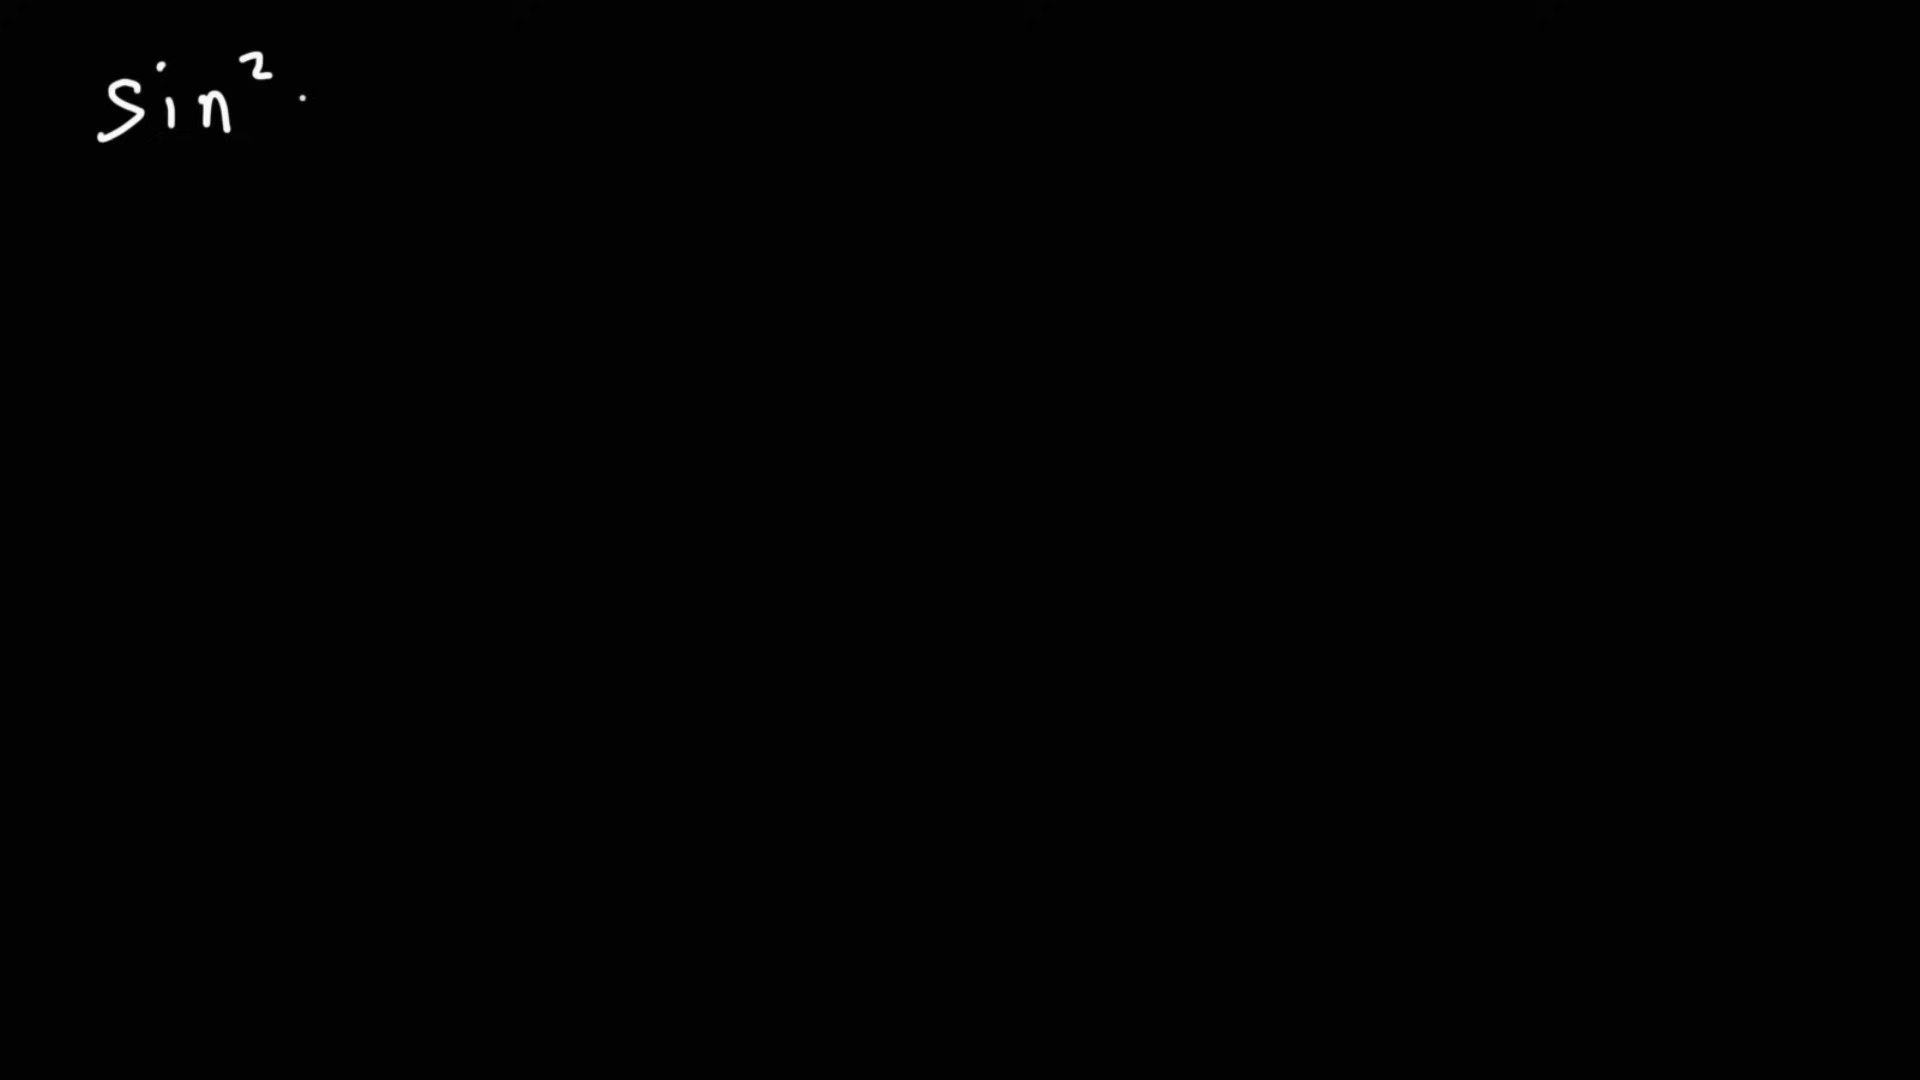 sin² .